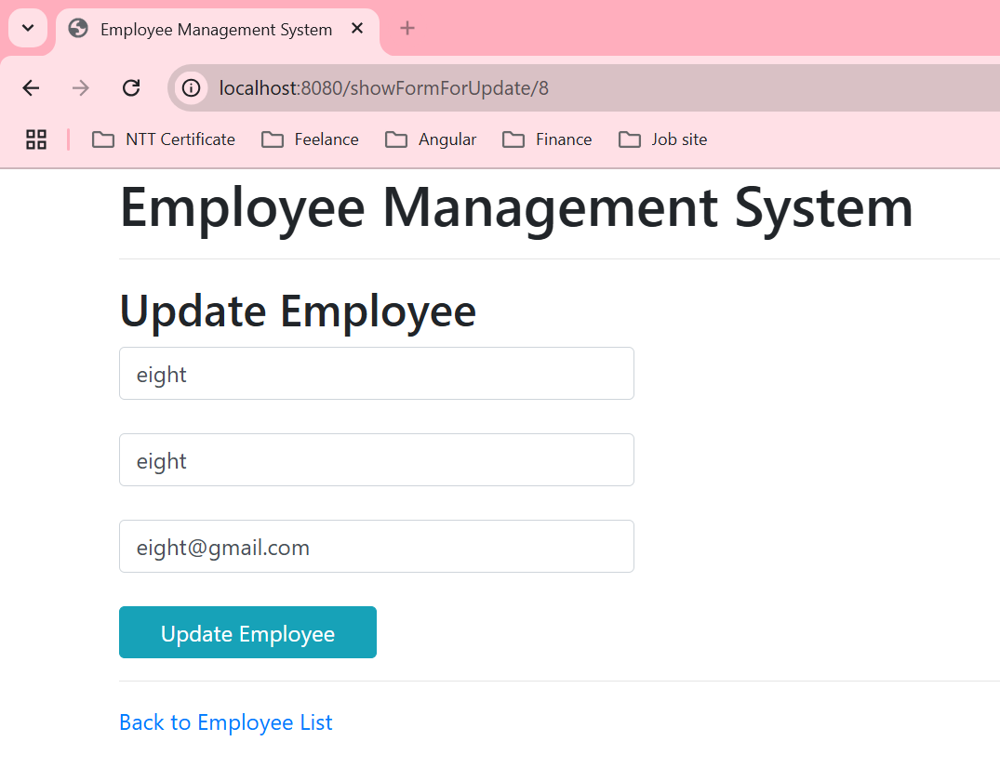 Employee Management System
localhost:8080/showFormForUpdate/8
NTT Certificate Feelance Angular Finance Job site
Employee Management System
Update Employee
eight
eight
eight@gmail.com
Update Employee
Back to Employee List